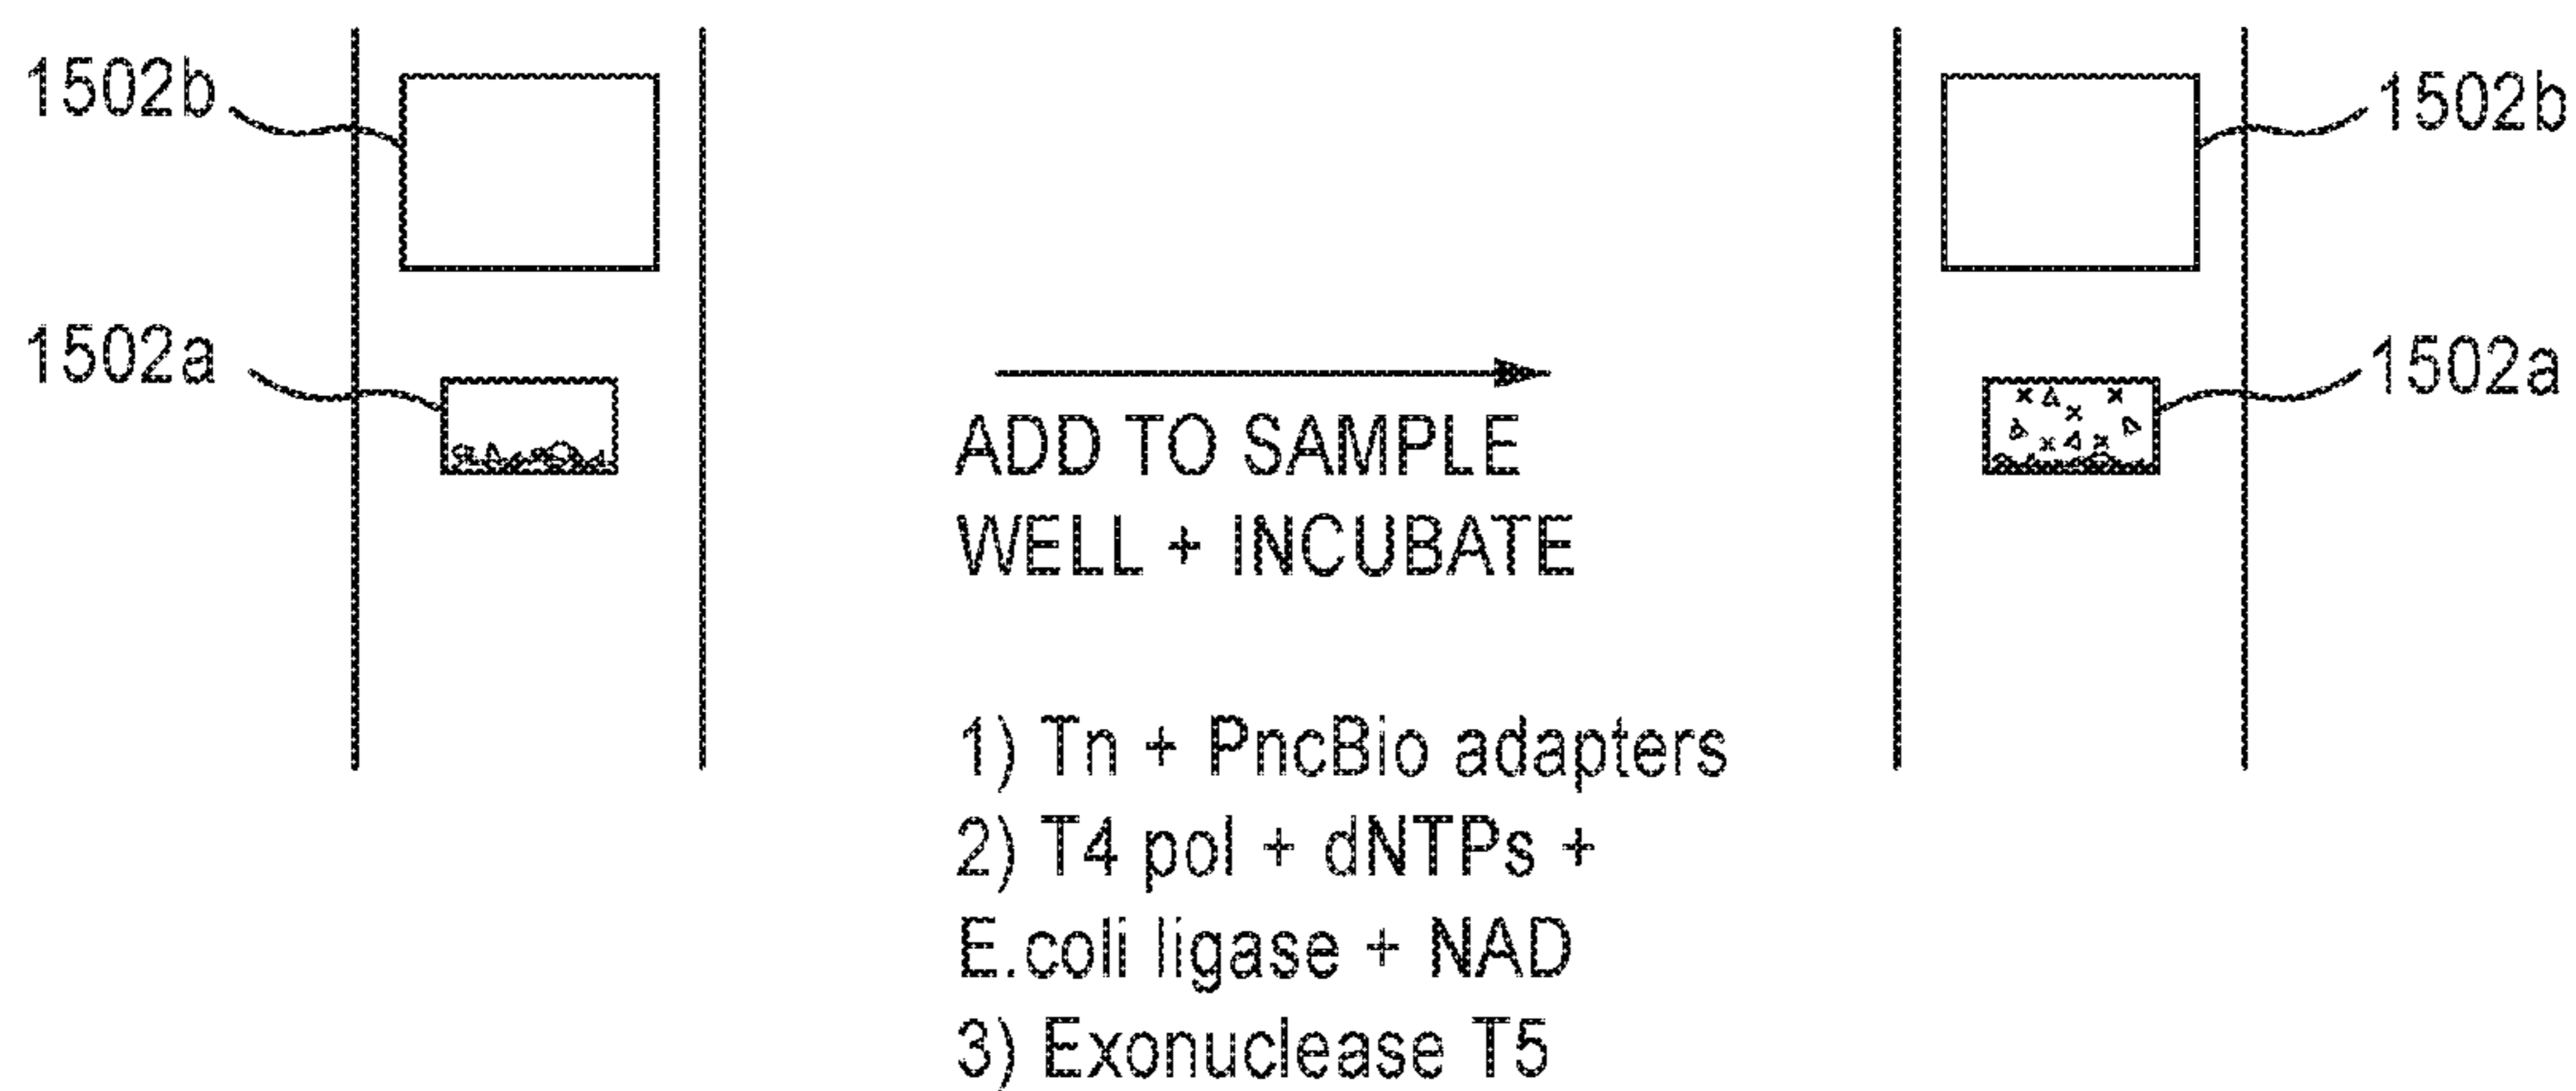 1502b
1502a
ADD TO SAMPLE
WELL + INCUBATE
1) Tn + PncBio adapters
2) T4 pol + dNTPs +
E.coli ligase + NAD
3) Exonuclease T5
1502b
1502a